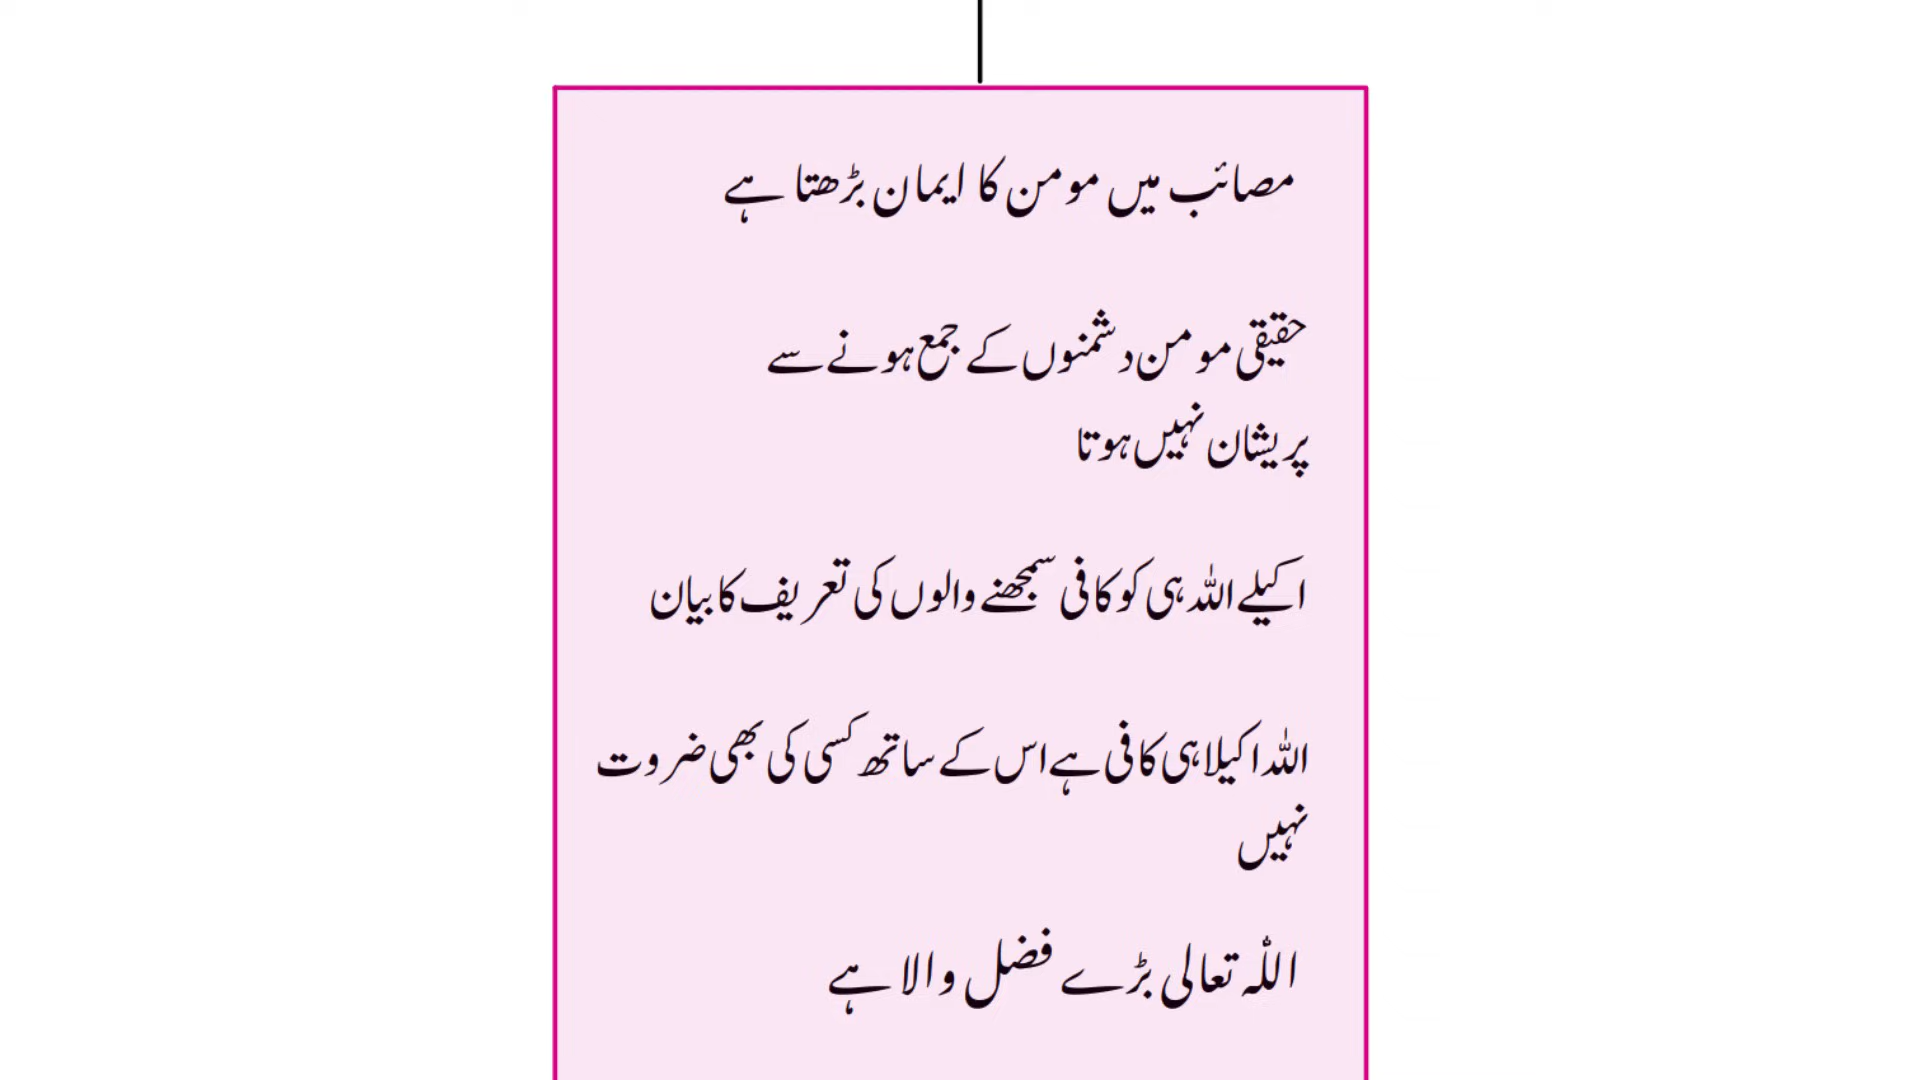 مصائب میں مومن کا ایمان بڑھتا ہے
حقیقی مومن دشمنوں کے جمع ہونے سے
پریشان نہیں ہوتا
اکیلے اللہ ہی کو کافی سمجھنے والوں کی تعریف کا بیان
اللہ اکیلا ہی کافی ہے اس کے ساتھ کسی کی بھی ضروت
نہیں
اللہ تعالی بڑے فضل والا ہے